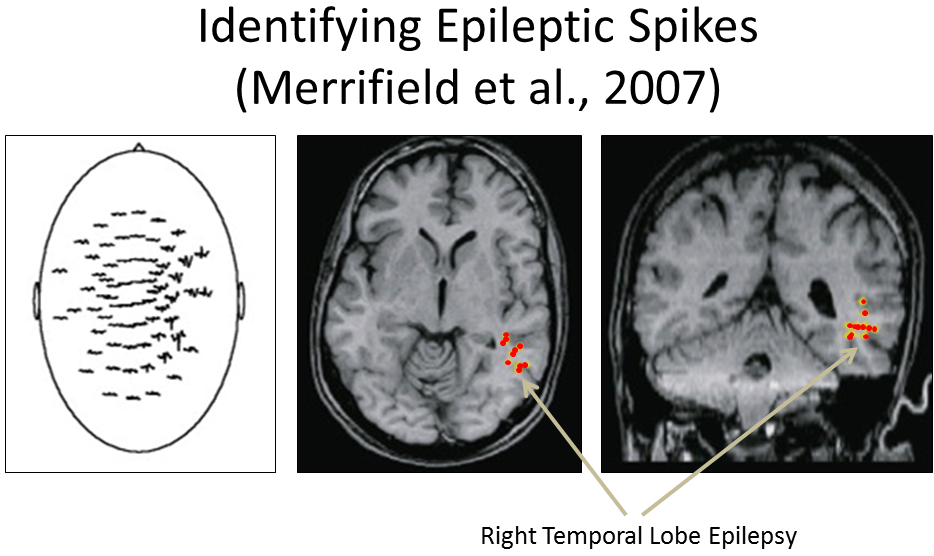 Identifying Epileptic Spikes
(Merrifield et al., 2007)
Right Temporal Lobe Epilepsy